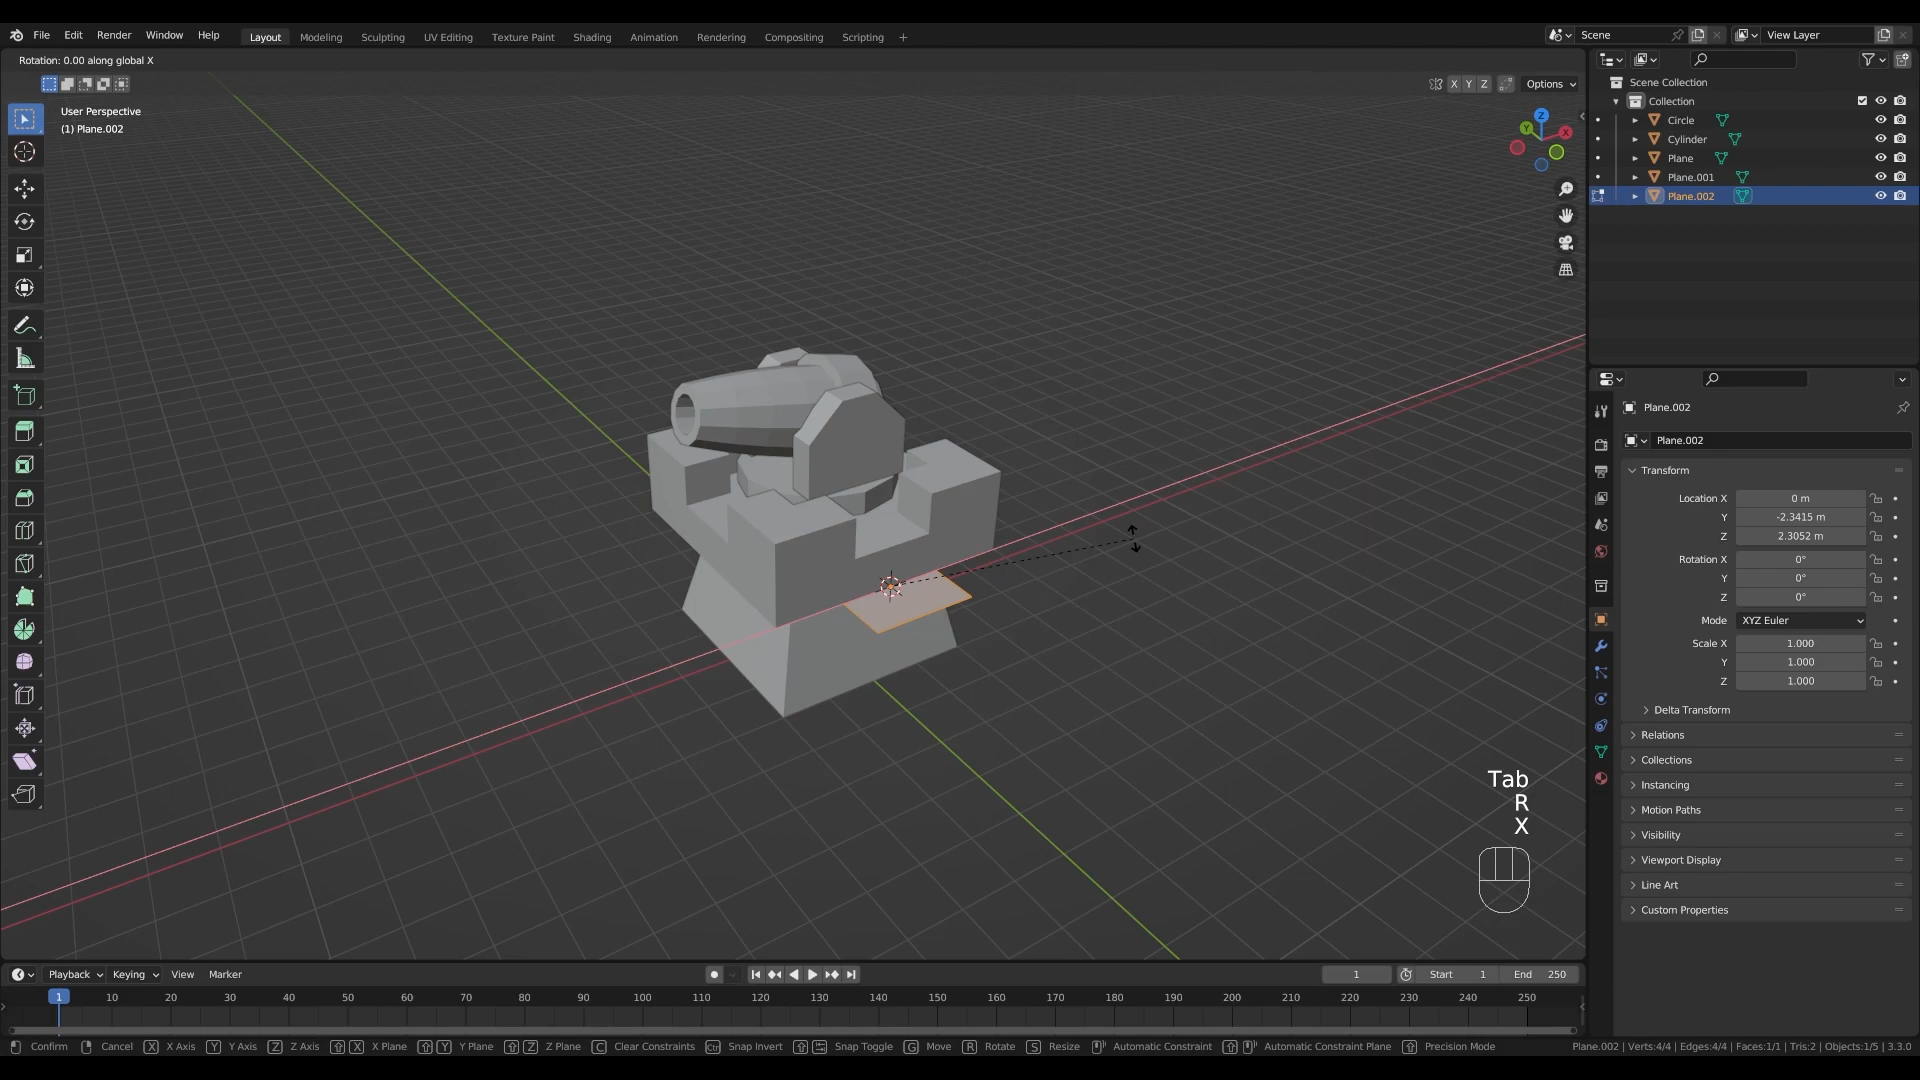 File Edit Render Window Help Layout Modeling Sculpting UV Editing Texture Paint Shading Animation Rendering Compositing Scripting + Scene View Layer
Rotation: 0.00 along global X
X Y Z Options
User Perspective
(1) Plane.002
Z
Y X
Scene Collection
Collection
Circle
Cylinder
Plane
Plane.001
Plane.002
Plane.002
Plane.002
Transform
Location X 0 m
Y -2.3415 m
Z 2.3052 m
Rotation X 0°
Y 0°
Z 0°
Mode XYZ Euler
Scale X 1.000
Y 1.000
Z 1.000
Delta Transform
Relations
Collections
Instancing
Motion Paths
Visibility
Viewport Display
Line Art
Custom Properties
Tab
R
X
Playback Keying View Marker 1 Start 1 End 250
1 10 20 30 40 50 60 70 80 90 100 110 120 130 140 150 160 170 180 190 200 210 220 230 240 250
Confirm Cancel X X Axis Y Y Axis Z Z Axis X X Plane Y Y Plane Z Z Plane C Clear Constraints Ctrl Snap Invert Snap Toggle G Move R Rotate S Resize Automatic Constraint Automatic Constraint Plane Precision Mode Plane.002 | Verts:4/4 | Edges:4/4 | Faces:1/1 | Tris:2 | Objects:1/5 | 3.3.0